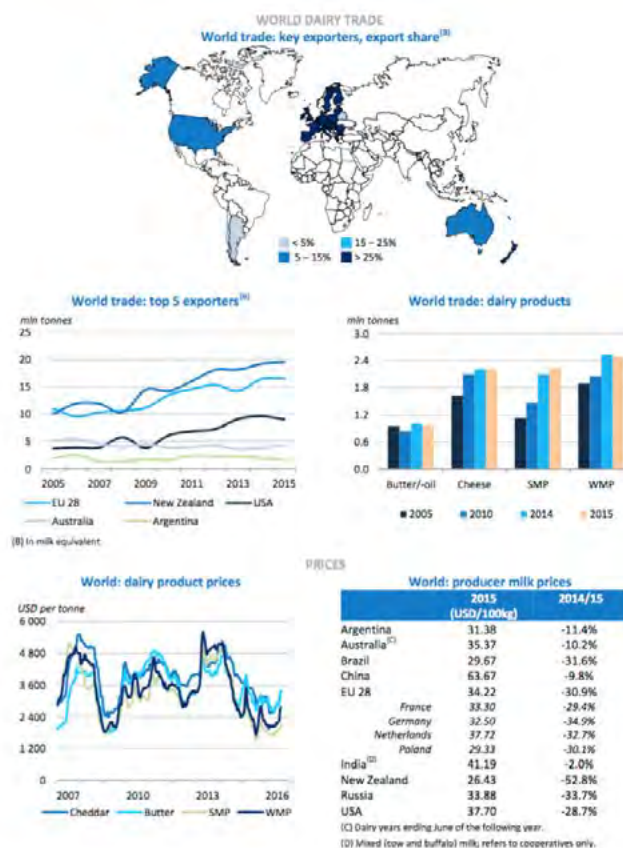 WORLD DAIRY TRADE
World trade: key exporters, export share(B)
< 5%
15 – 25%
5 – 15%
> 25%
World trade: top 5 exporters(B)
mln tonnes
25
20
15
10
5
0
2005 2007 2009 2011 2013 2015
EU 28 New Zealand USA
Australia Argentina
(B) In milk equivalent
World trade: dairy products
mln tonnes
3.0
2.4
1.8
1.2
0.6
0.0
Butter/-oil Cheese SMP WMP
2005 2010 2014 2015
PRICES
World: dairy product prices
USD per tonne
6 000
4 800
3 600
2 400
1 200
0
2007 2010 2013 2016
Cheddar Butter SMP WMP
World: producer milk prices
2015 2014/15
(USD/100kg)
Argentina 31.38 -11.4%
Australia(C) 35.37 -10.2%
Brazil 29.67 -31.6%
China 63.67 -9.8%
EU 28 34.22 -30.9%
France 33.30 -29.4%
Germany 32.50 -34.9%
Netherlands 37.72 -32.7%
Poland 29.33 -30.1%
India(D) 41.19 -2.0%
New Zealand 26.43 -52.8%
Russia 33.88 -33.7%
USA 37.70 -28.7%
(C) Dairy years ending June of the following year.
(D) Mixed (cow and buffalo) milk; refers to cooperatives only.